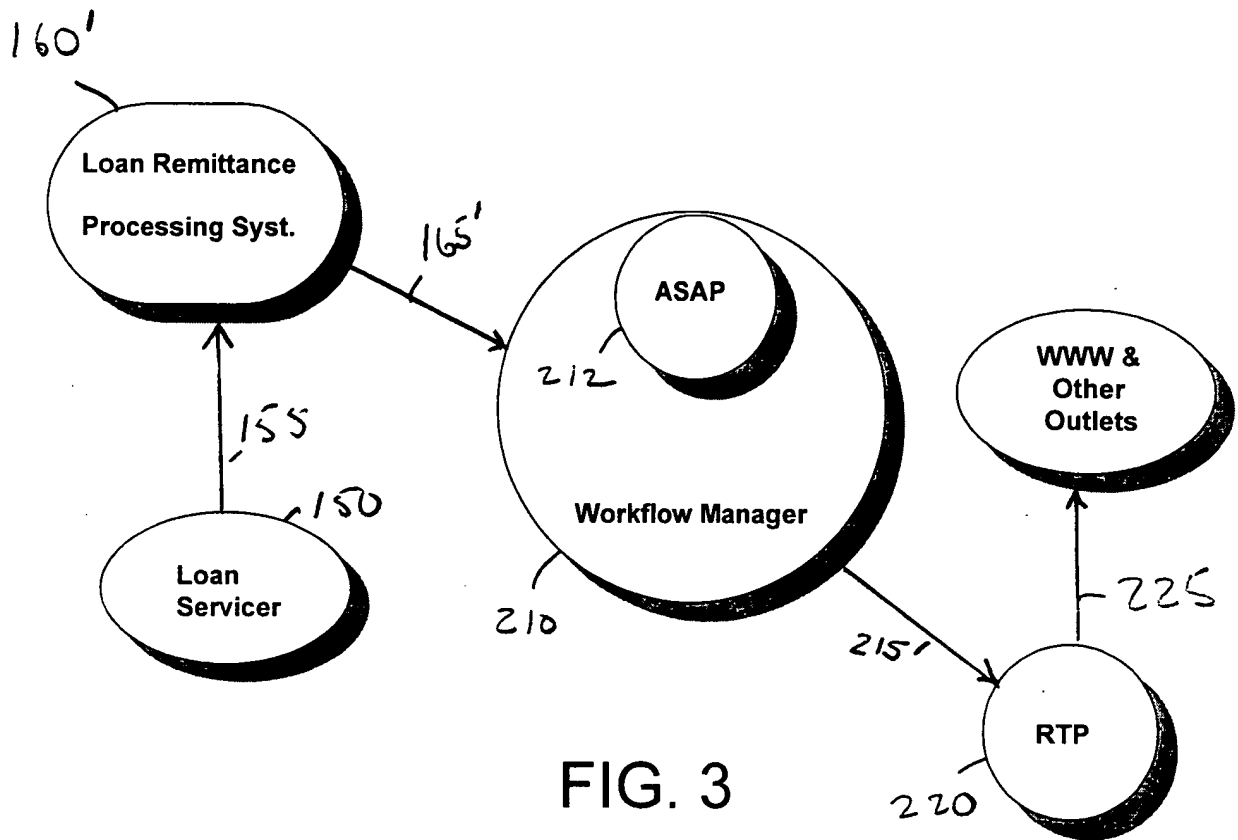 160'
Loan Remittance
Processing Syst.
165'
ASAP
212
WWW &
Other
Outlets
155
150
Workflow Manager
Loan
Servicer
210
215'
225
RTP
220
FIG. 3